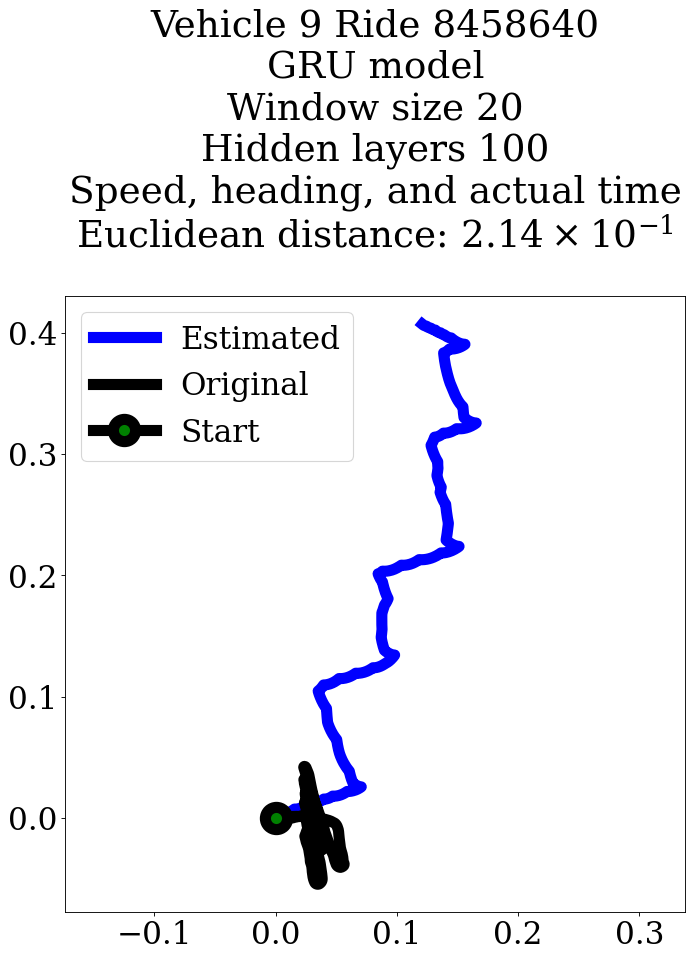 Vehicle 9 Ride 8458640
GRU model
Window size 20
Hidden layers 100
Speed, heading, and actual time
Euclidean distance: 2.14 × 10⁻¹
Estimated
Original
Start
0.4
0.3
0.2
0.1
0.0
−0.1 0.0 0.1 0.2 0.3